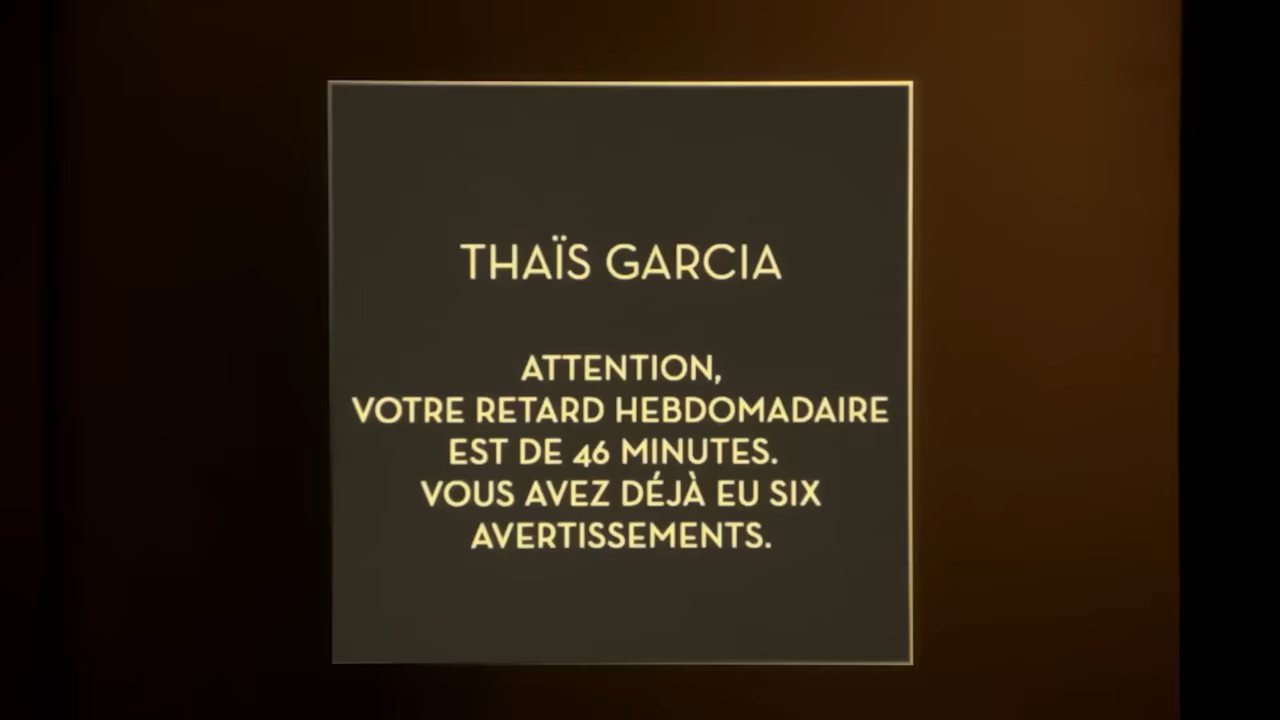 THAÏS GARCIA
ATTENTION,
VOTRE RETARD HEBDOMADAIRE
EST DE 46 MINUTES.
VOUS AVEZ DÉJÀ EU SIX
AVERTISSEMENTS.